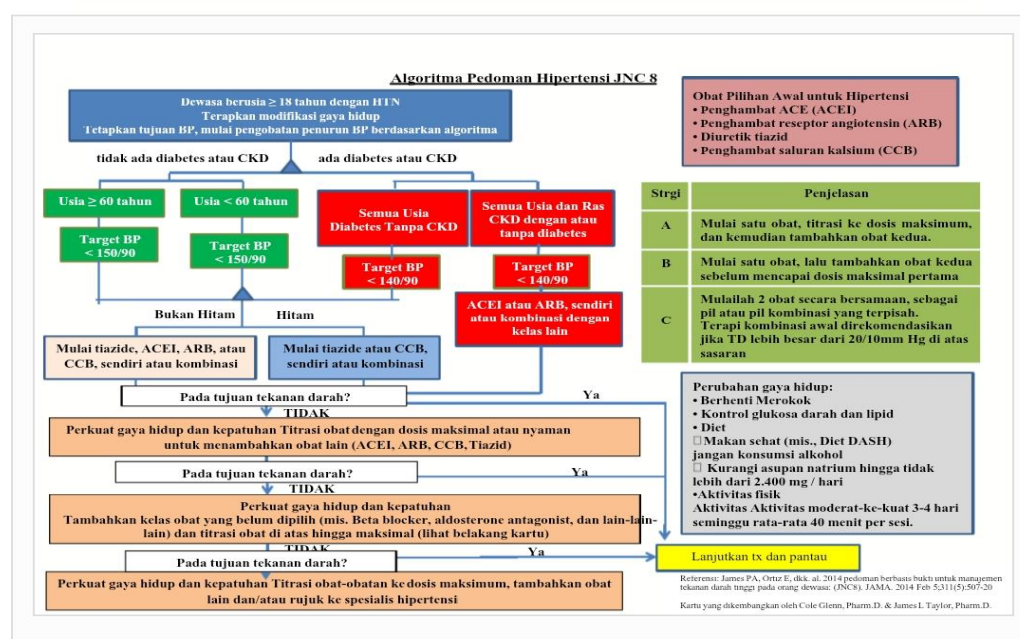 Algoritma Pedoman Hipertensi JNC 8
Dewasa berusia ≥ 18 tahun dengan HTN
Terapkan modifikasi gaya hidup
Tetapkan tujuan BP, mulai pengobatan penurun BP berdasarkan algoritma
tidak ada diabetes atau CKD
ada diabetes atau CKD
Usia ≥ 60 tahun
Usia < 60 tahun
Semua Usia
Diabetes Tanpa CKD
Semua Usia dan Ras
CKD dengan atau
tanpa diabetes
Target BP
< 150/90
Target BP
< 150/90
Target BP
< 140/90
Target BP
< 140/90
ACEI atau ARB, sendiri
atau kombinasi dengan
kelas lain
Bukan Hitam
Hitam
Mulai tiazide, ACEI, ARB, atau
CCB, sendiri atau kombinasi
Mulai tiazide atau CCB,
sendiri atau kombinasi
Pada tujuan tekanan darah?
Ya
TIDAK
Perkuat gaya hidup dan kepatuhan Titrasi obat dengan dosis maksimal atau nyaman
untuk menambahkan obat lain (ACEI, ARB, CCB, Tiazid)
Pada tujuan tekanan darah?
Ya
TIDAK
Perkuat gaya hidup dan kepatuhan
Tambahkan kelas obat yang belum dipilih (mis. Beta blocker, aldosterone antagonist, dan lain-lain-
lain) dan titrasi obat di atas hingga maksimal (lihat belakang kartu)
TIDAK
Pada tujuan tekanan darah?
Ya
Perkuat gaya hidup dan kepatuhan Titrasi obat-obatan ke dosis maksimum, tambahkan obat
lain dan/atau rujuk ke spesialis hipertensi
Lanjutkan tx dan pantau
Obat Pilihan Awal untuk Hipertensi
• Penghambat ACE (ACEI)
• Penghambat reseptor angiotensin (ARB)
• Diuretik tiazid
• Penghambat saluran kalsium (CCB)
Strgi Penjelasan
A Mulai satu obat, titrasi ke dosis maksimum,
dan kemudian tambahkan obat kedua.
B Mulai satu obat, lalu tambahkan obat kedua
sebelum mencapai dosis maksimal pertama
C Mulailah 2 obat secara bersamaan, sebagai
pil atau pil kombinasi yang terpisah.
Terapi kombinasi awal direkomendasikan
jika TD lebih besar dari 20/10mm Hg di atas
sasaran
Perubahan gaya hidup:
• Berhenti Merokok
• Kontrol glukosa darah dan lipid
• Diet
□ Makan sehat (mis., Diet DASH)
jangan konsumsi alkohol
□ Kurangi asupan natrium hingga tidak
lebih dari 2.400 mg / hari
•Aktivitas fisik
Aktivitas Aktivitas moderat-ke-kuat 3-4 hari
seminggu rata-rata 40 menit per sesi.
Referensi: James PA, Ortiz E, dkk. al. 2014 pedoman berbasis bukti untuk manajemen
tekanan darah tinggi pada orang dewasa: (JNC8). JAMA. 2014 Feb 5;311(5):507-20
Kartu yang dikembangkan oleh Cole Glenn, Pharm.D. & James L Taylor, Pharm.D.